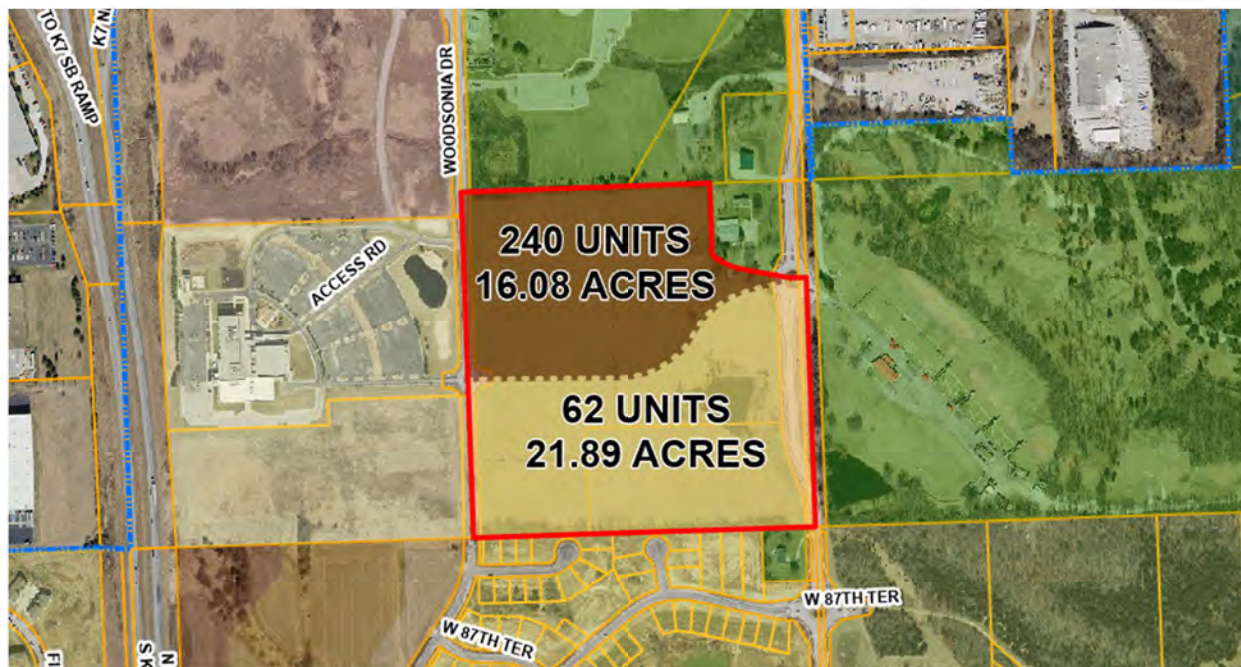 TO K7 SB RAMP
K7 N
WOODSONIA DR
240 UNITS
16.08 ACRES
ACCESS RD
62 UNITS
21.89 ACRES
W 87TH TER
W 87TH TER
S K
N
FI